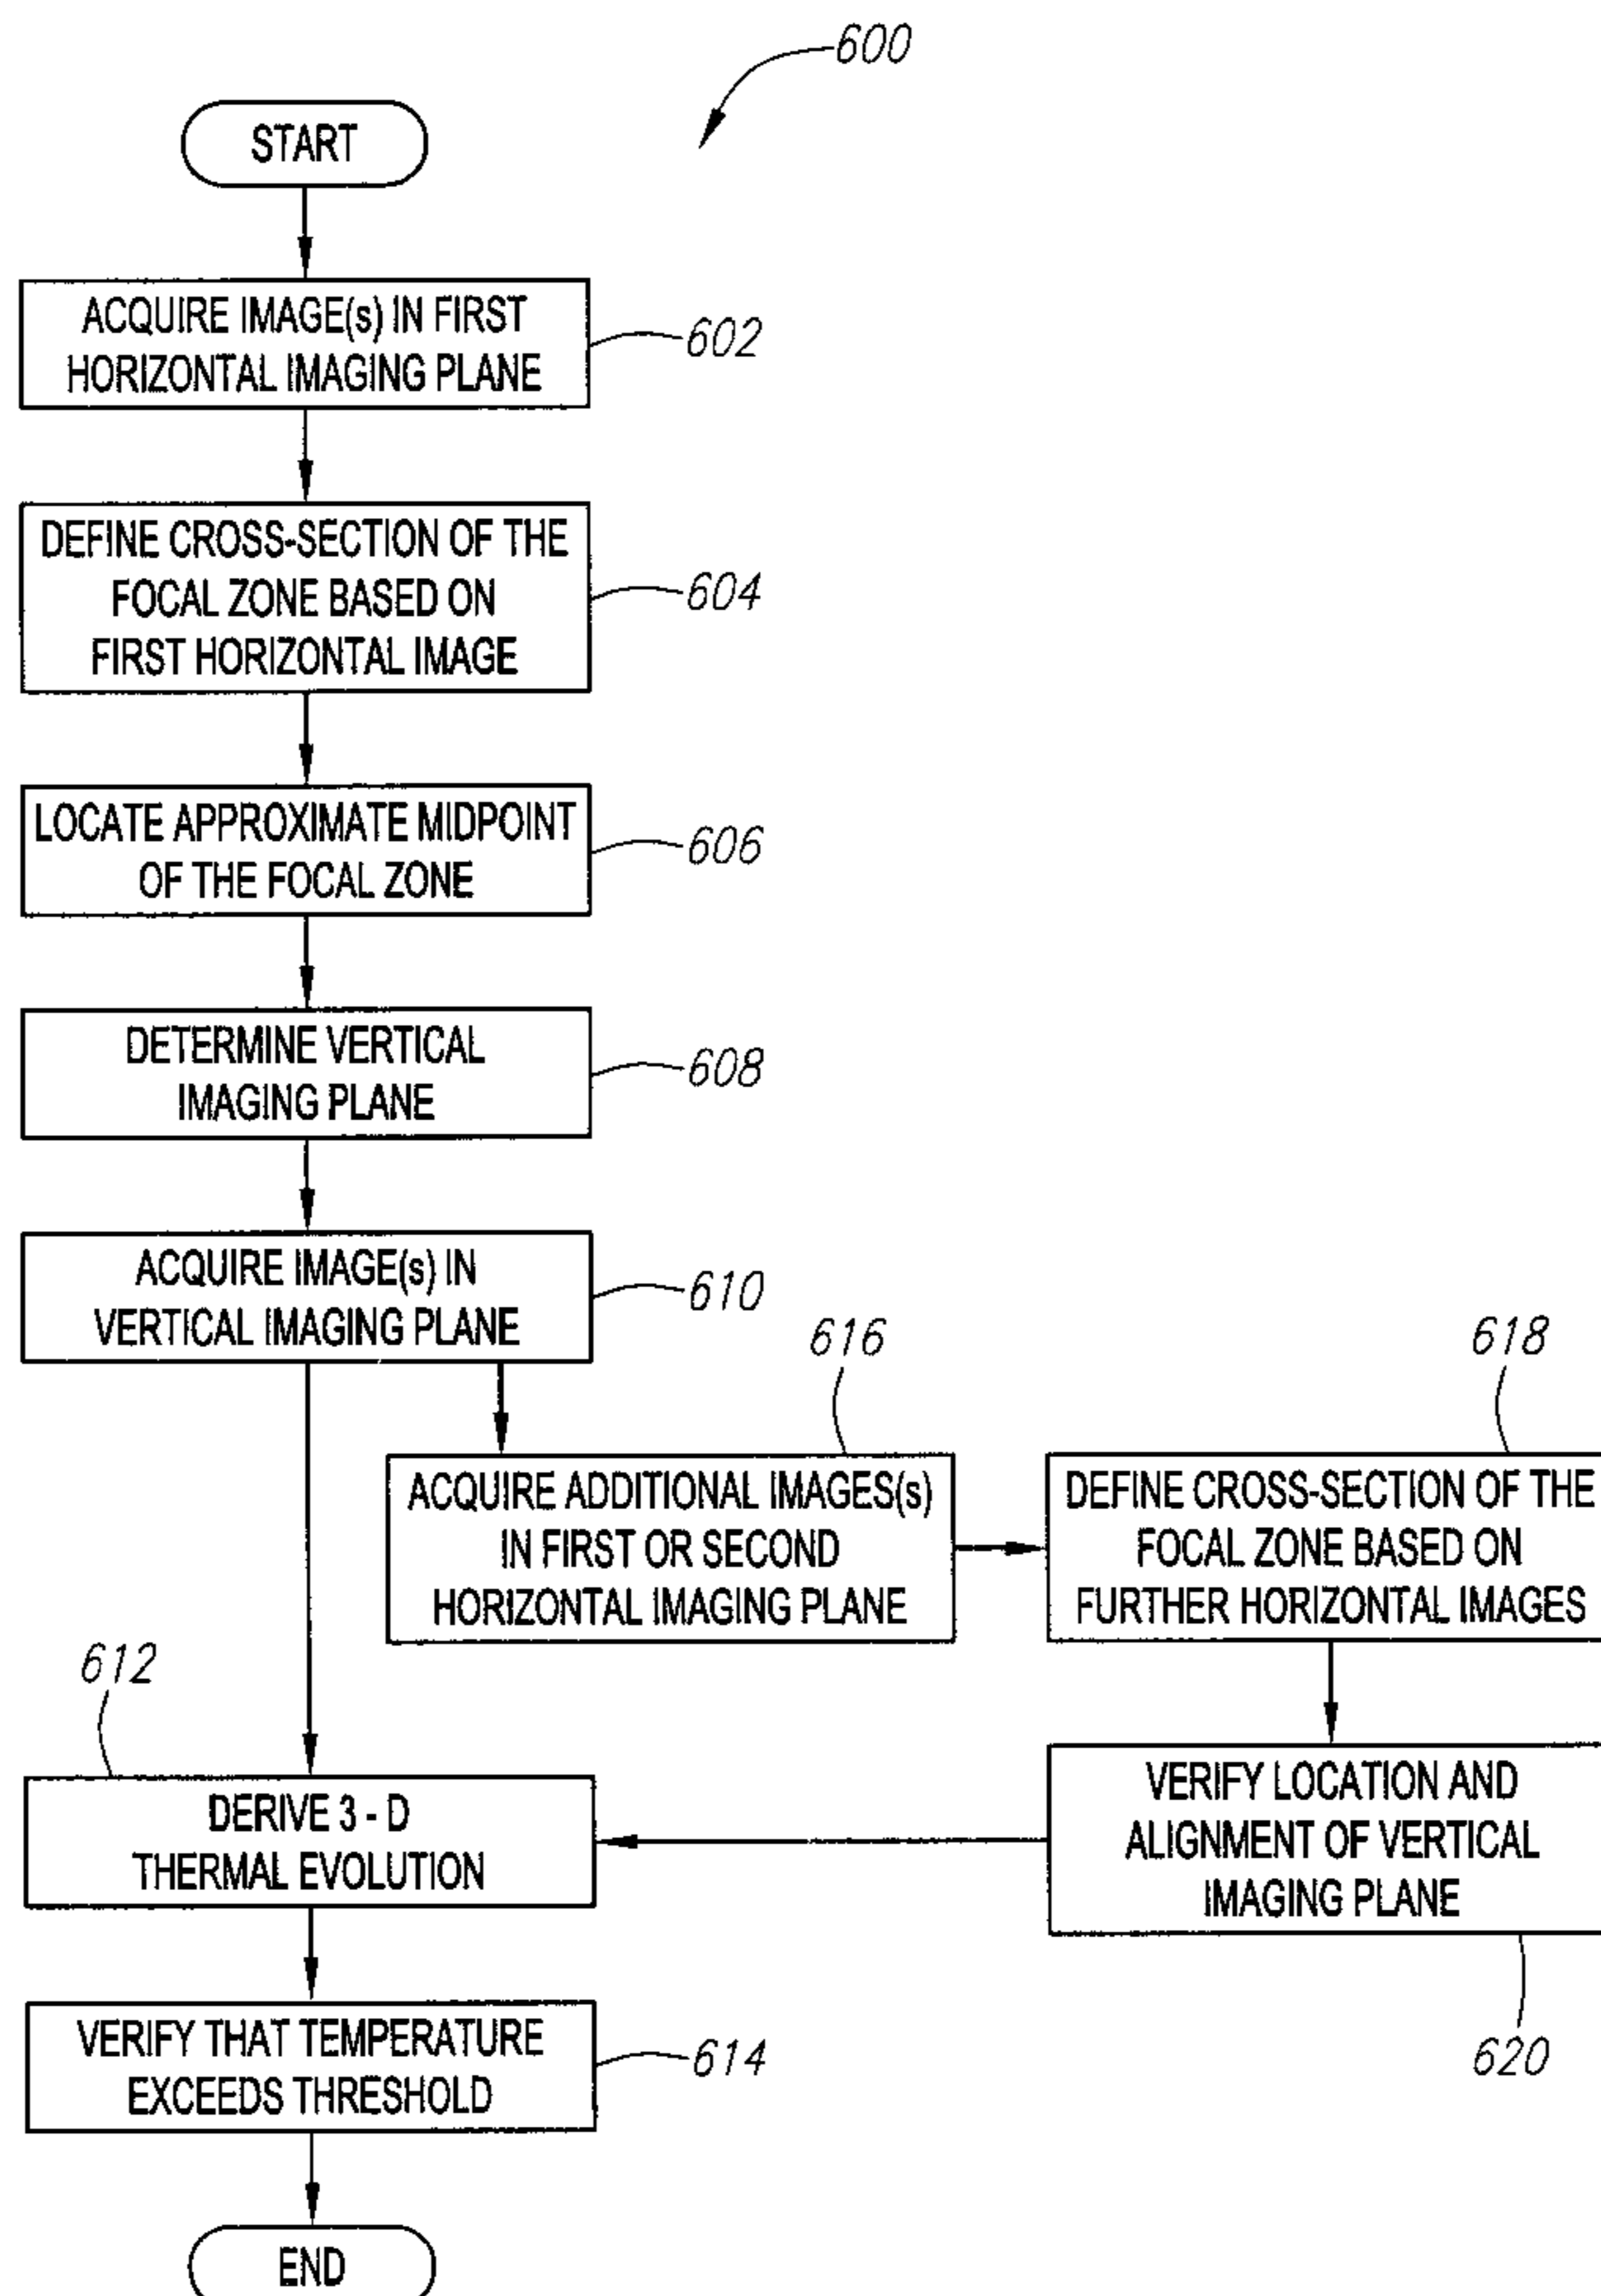 600
START
ACQUIRE IMAGE(s) IN FIRST
HORIZONTAL IMAGING PLANE
602
DEFINE CROSS-SECTION OF THE
FOCAL ZONE BASED ON
FIRST HORIZONTAL IMAGE
604
LOCATE APPROXIMATE MIDPOINT
OF THE FOCAL ZONE
606
DETERMINE VERTICAL
IMAGING PLANE
608
ACQUIRE IMAGE(s) IN
VERTICAL IMAGING PLANE
610
616
ACQUIRE ADDITIONAL IMAGES(s)
IN FIRST OR SECOND
HORIZONTAL IMAGING PLANE
618
DEFINE CROSS-SECTION OF THE
FOCAL ZONE BASED ON
FURTHER HORIZONTAL IMAGES
612
DERIVE 3 - D
THERMAL EVOLUTION
VERIFY LOCATION AND
ALIGNMENT OF VERTICAL
IMAGING PLANE
620
VERIFY THAT TEMPERATURE
EXCEEDS THRESHOLD
614
END